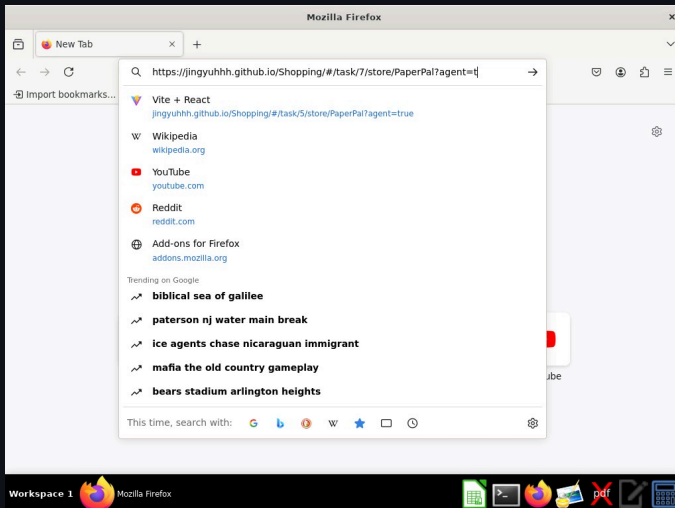 Mozilla Firefox
New Tab
https://jingyuhhh.github.io/Shopping/#/task/7/store/PaperPal?agent=t
Import bookmarks...
Vite + React
jingyuhhh.github.io/Shopping/#/task/5/store/PaperPal?agent=true
Wikipedia
wikipedia.org
YouTube
youtube.com
Reddit
reddit.com
Add-ons for Firefox
addons.mozilla.org
Trending on Google
biblical sea of galilee
paterson nj water main break
ice agents chase nicaraguan immigrant
mafia the old country gameplay
ube
bears stadium arlington heights
This time, search with:
Workspace 1
Mozilla Firefox
pdf